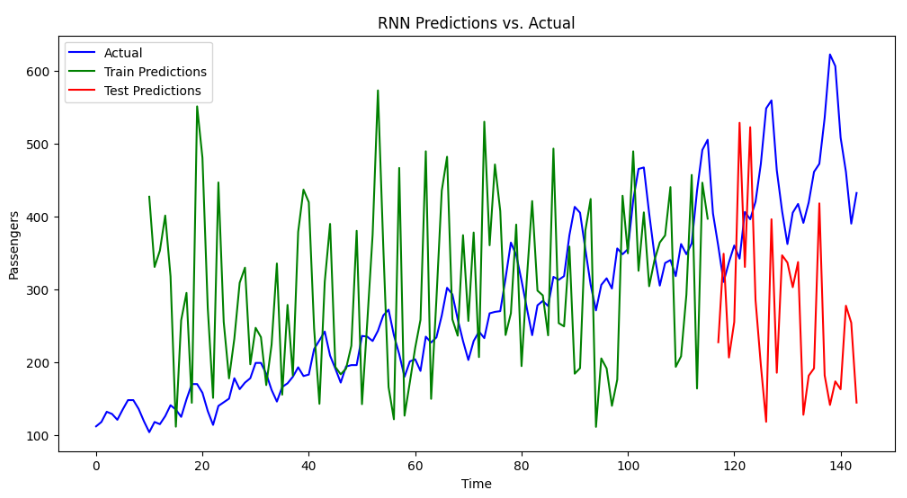 RNN Predictions vs. Actual
Actual
Train Predictions
Test Predictions
600
500
400
300
200
100
Passengers
0 20 40 60 80 100 120 140
Time